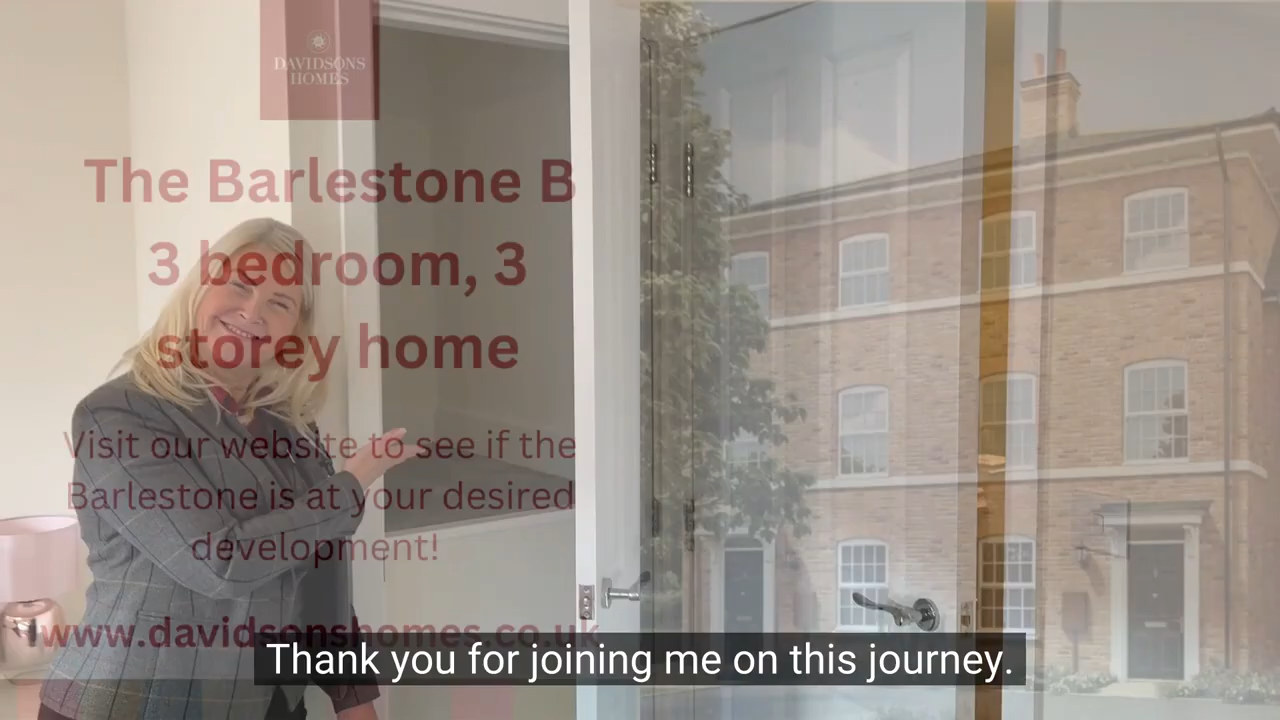 DAVIDSONS
HOMES
The Barlestone B
3 bedroom, 3
storey home
Visit our website to see if the
Barlestone is at your desired
development!
www.davidsonshomes.co.uk
Thank you for joining me on this journey.